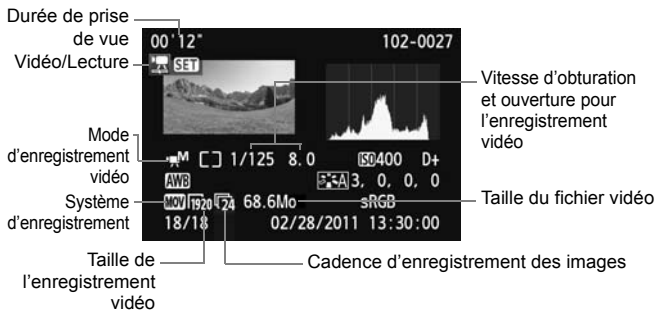 Durée de prise
de vue
Vidéo/Lecture
00'12"
102-0027
SET
Vitesse d'obturation
et ouverture pour
l'enregistrement
vidéo
Mode
d'enregistrement
vidéo
M
1/125 8.0
ISO 400 D+
AWB
A 3, 0, 0, 0
Système
d'enregistrement
MOV 1920 24 68.6Mo
sRGB
Taille du fichier vidéo
18/18
02/28/2011 13:30:00
Taille de
l'enregistrement
vidéo
Cadence d'enregistrement des images